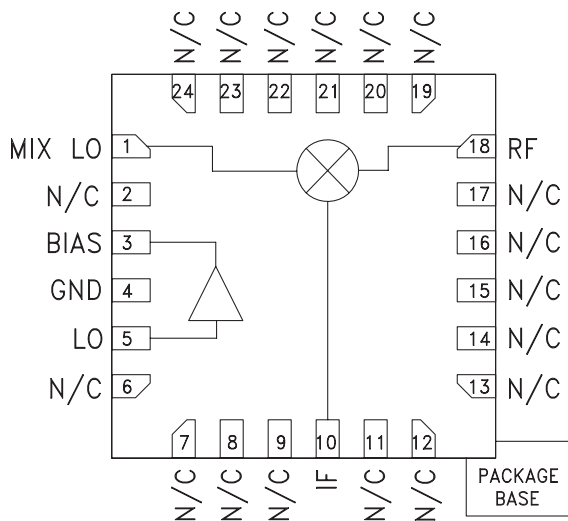 N/C N/C N/C N/C N/C N/C
24 23 22 21 20 19
MIX LO 1 18 RF
N/C 2 17 N/C
BIAS 3 16 N/C
GND 4 15 N/C
LO 5 14 N/C
N/C 6 13 N/C
7 8 9 10 11 12
N/C N/C N/C IF N/C N/C
PACKAGE
BASE